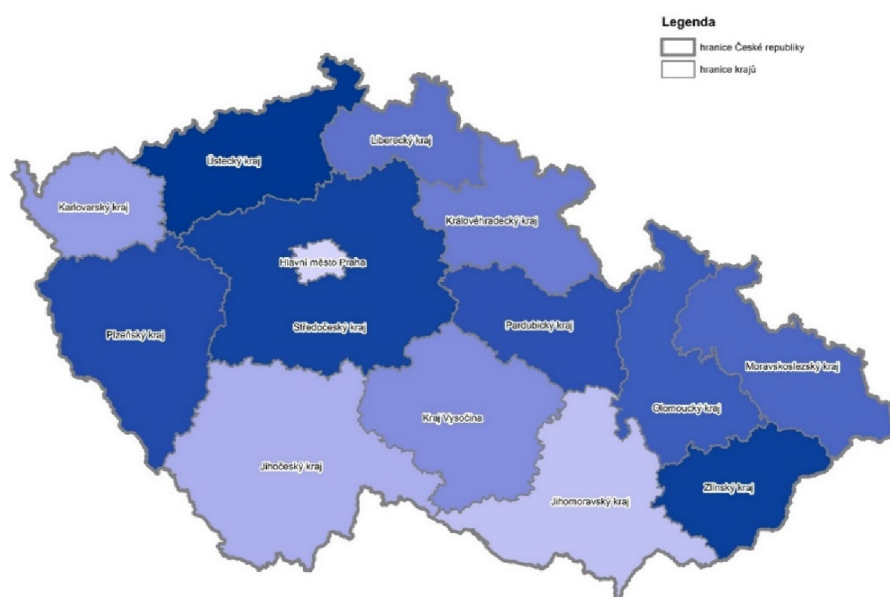 Legenda
hranice České republiky
hranice krajů
Liberecký kraj
Ústecký kraj
Karlovarský kraj
Královéhradecký kraj
Hlavní město Praha
Středočeský kraj
Pardubický kraj
Plzeňský kraj
Moravskoslezský kraj
Olomoucký kraj
Kraj Vysočina
Jihočeský kraj
Zlínský kraj
Jihomoravský kraj